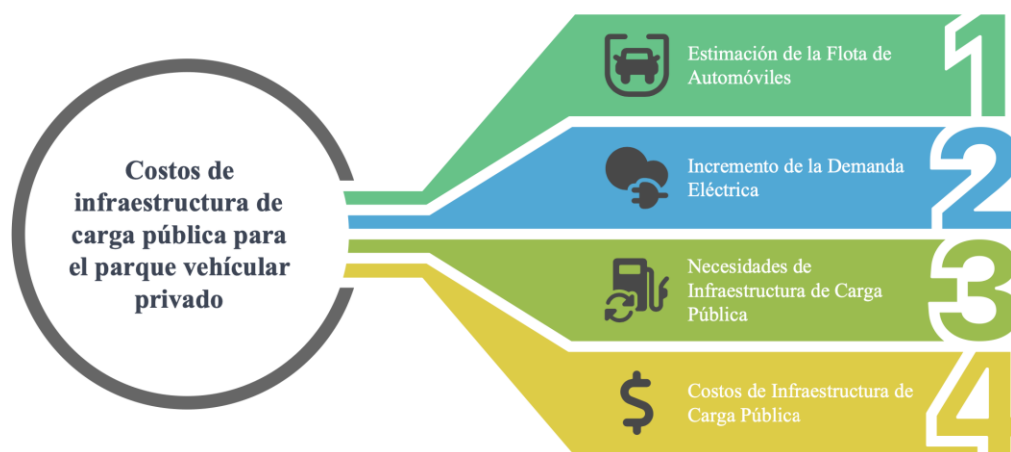 Costos de
infraestructura de
carga pública para
el parque vehícular
privado
Estimación de la Flota de
Automóviles
1
Incremento de la Demanda
Eléctrica
2
Necesidades de
Infraestructura de Carga
Pública
3
$
Costos de Infraestructura de
Carga Pública
4